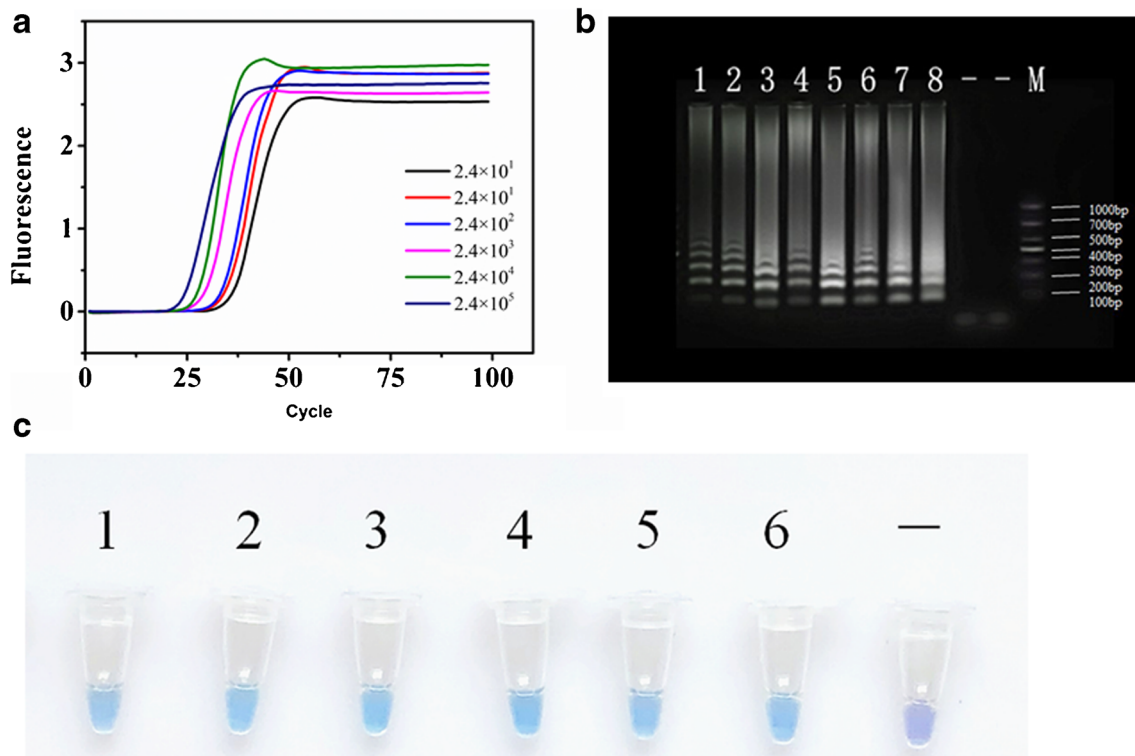 a
Fluorescence
3
2
1
0
2.4×10¹
2.4×10¹
2.4×10²
2.4×10³
2.4×10⁴
2.4×10⁵
0 25 50 75 100
Cycle
b
1 2 3 4 5 6 7 8 – – M
1000bp
700bp
500bp
400bp
300bp
200bp
100bp
c
1 2 3 4 5 6 —